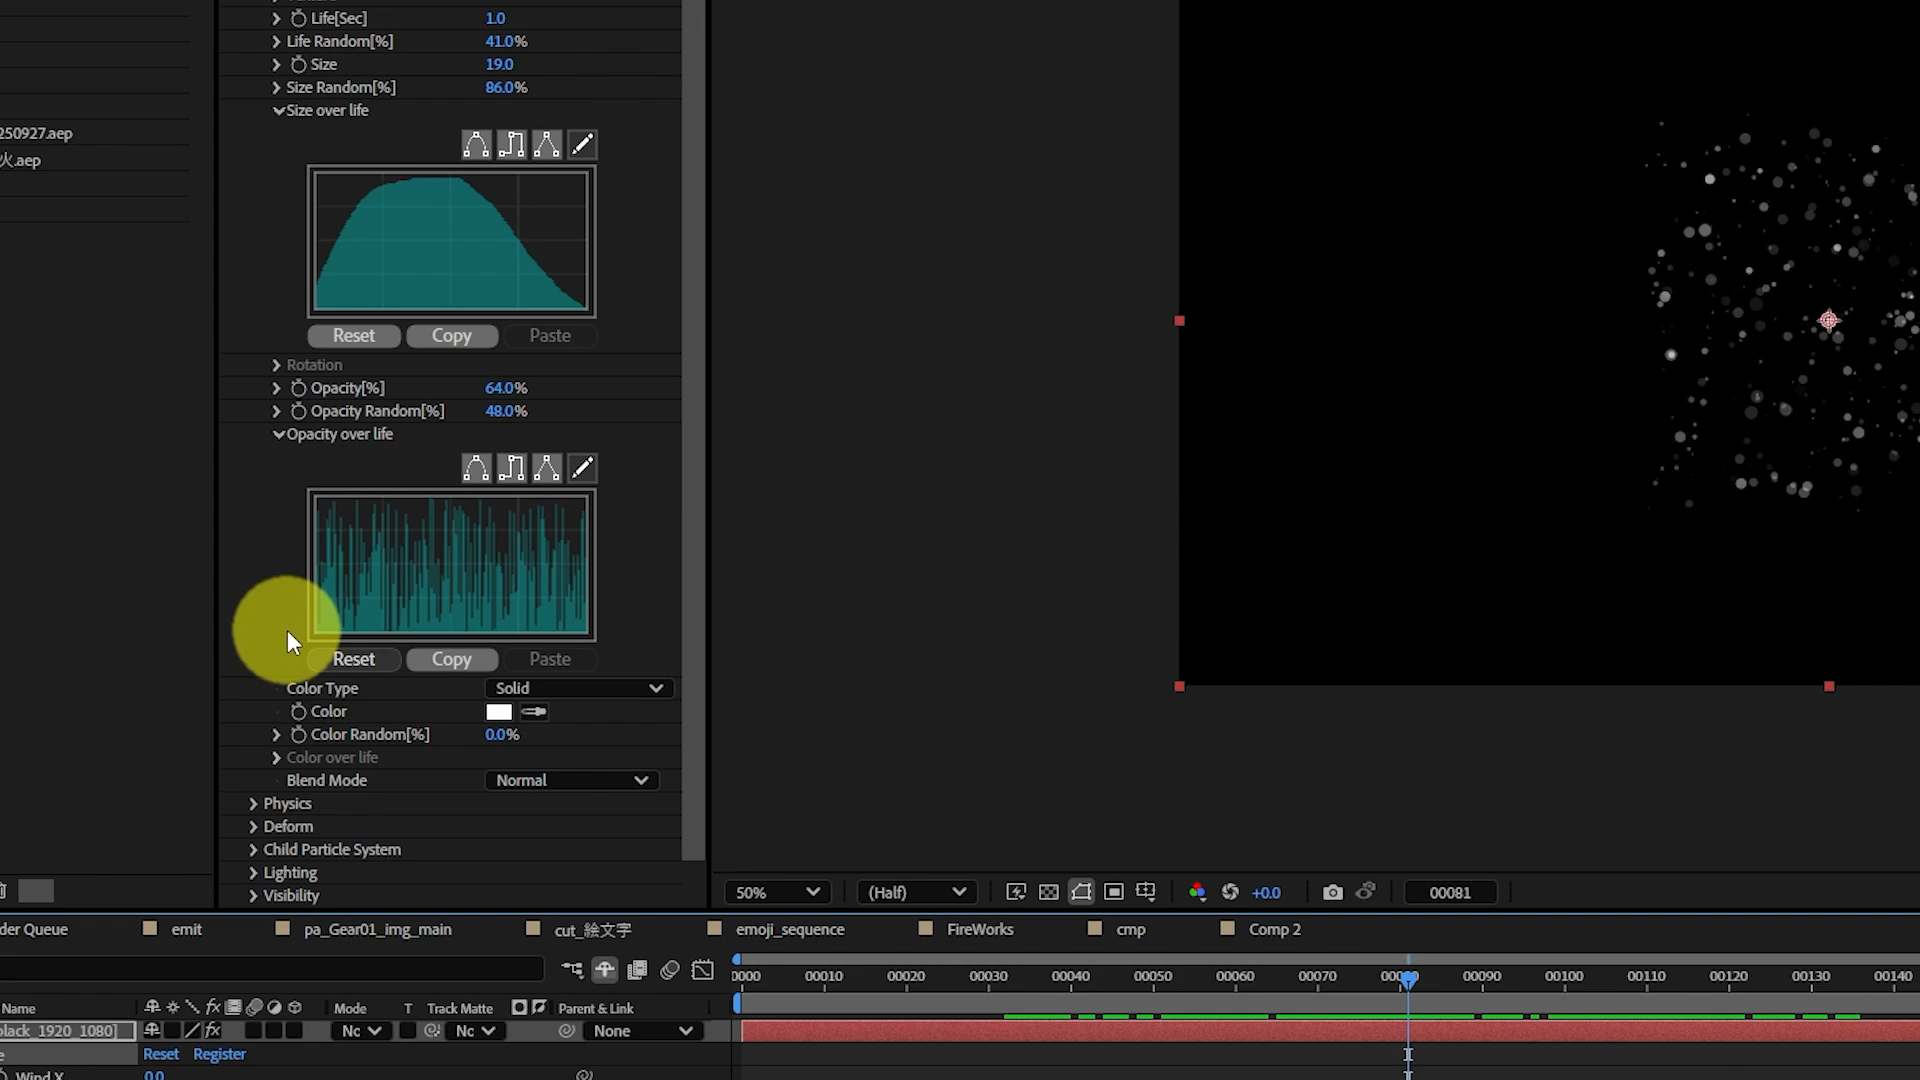 Life[Sec] 1.0
Life Random[%] 41.0%
Size 19.0
Size Random[%] 86.0%
Size over life
250927.aep
火.aep
Reset Copy Paste
Rotation
Opacity[%] 64.0%
Opacity Random[%] 48.0%
Opacity over life
Reset Copy Paste
Color Type Solid
Color
Color Random[%] 0.0%
Color over life
Blend Mode Normal
Physics
Deform
Child Particle System
Lighting
Visibility
50% (Half) +0.0 00081
der Queue emit pa_Gear01_img_main cut_絵文字 emoji_sequence FireWorks cmp Comp 2
0000 00010 00020 00030 00040 00050 00060 00070 00090 00100 00110 00120 00130 00140
Name fx Mode T Track Matte Parent & Link
lack_1920_1080] fx Nc Nc None
e Reset Register
Wind X 0.0